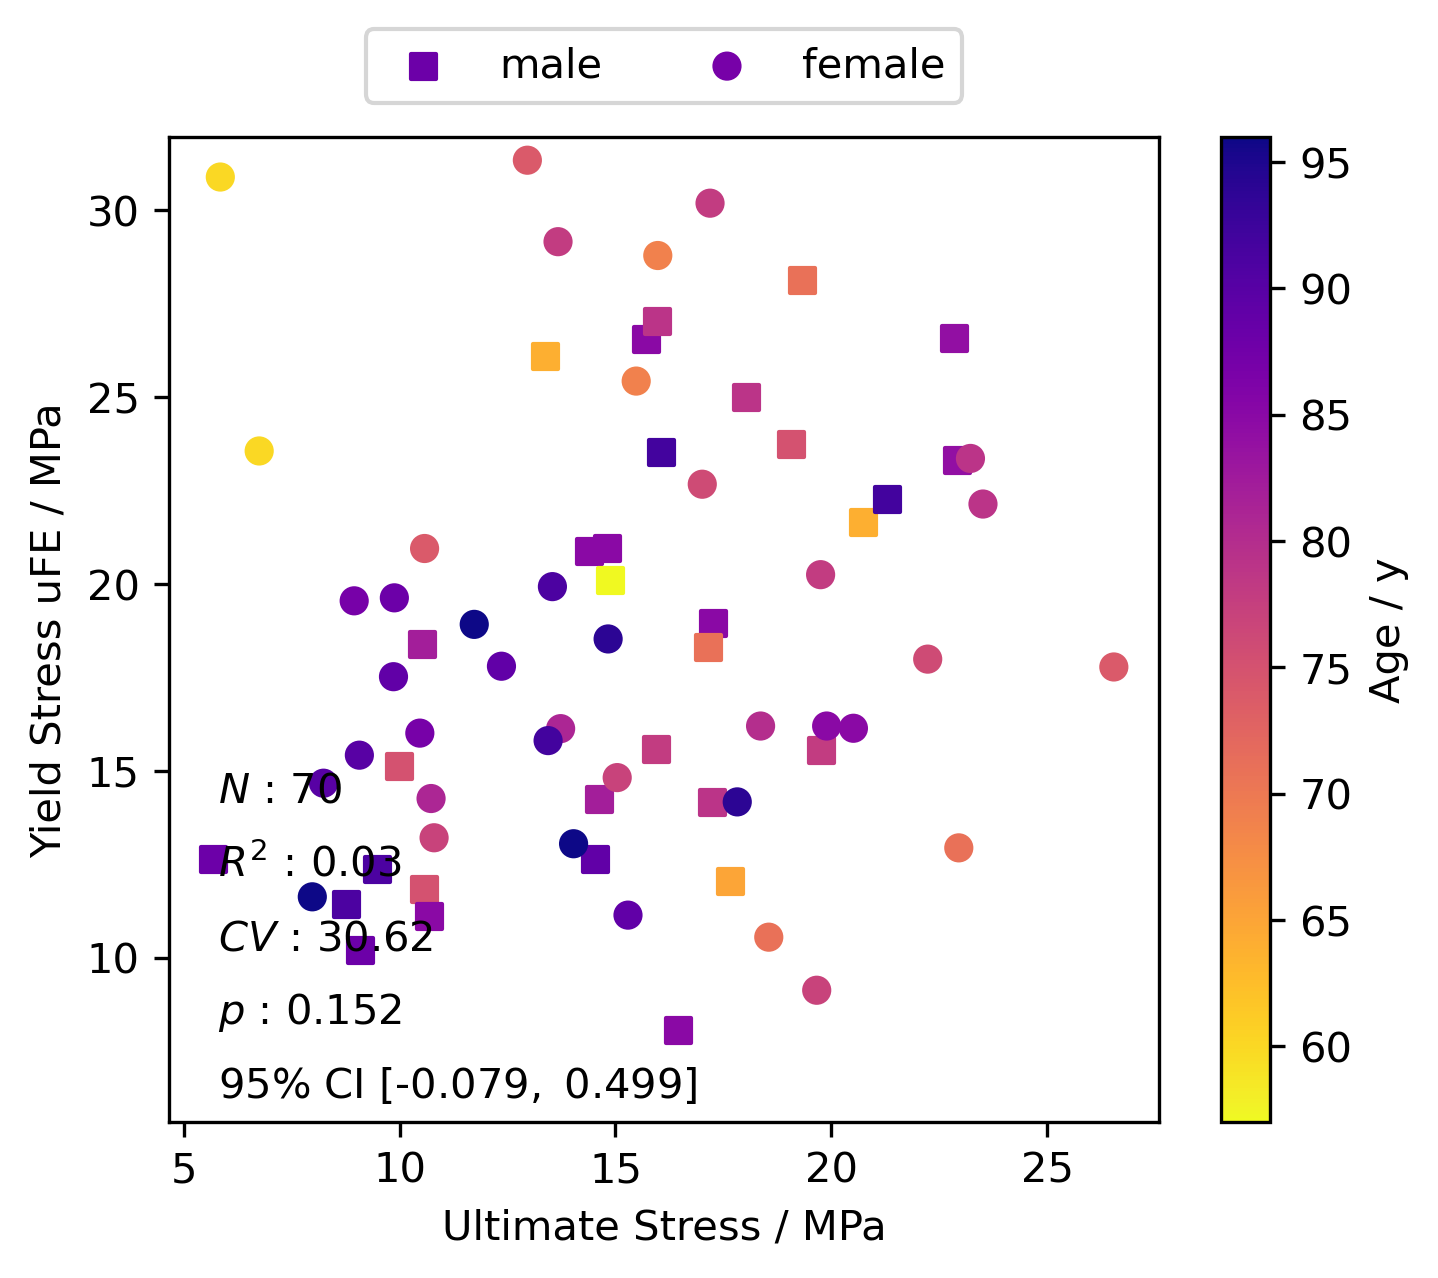 male female
30
25
20
15
10
Yield Stress uFE / MPa
N : 70
R² : 0.03
CV : 30.62
p : 0.152
95% CI [-0.079, 0.499]
5 10 15 20 25
Ultimate Stress / MPa
95
90
85
80
75
70
65
60
Age / y